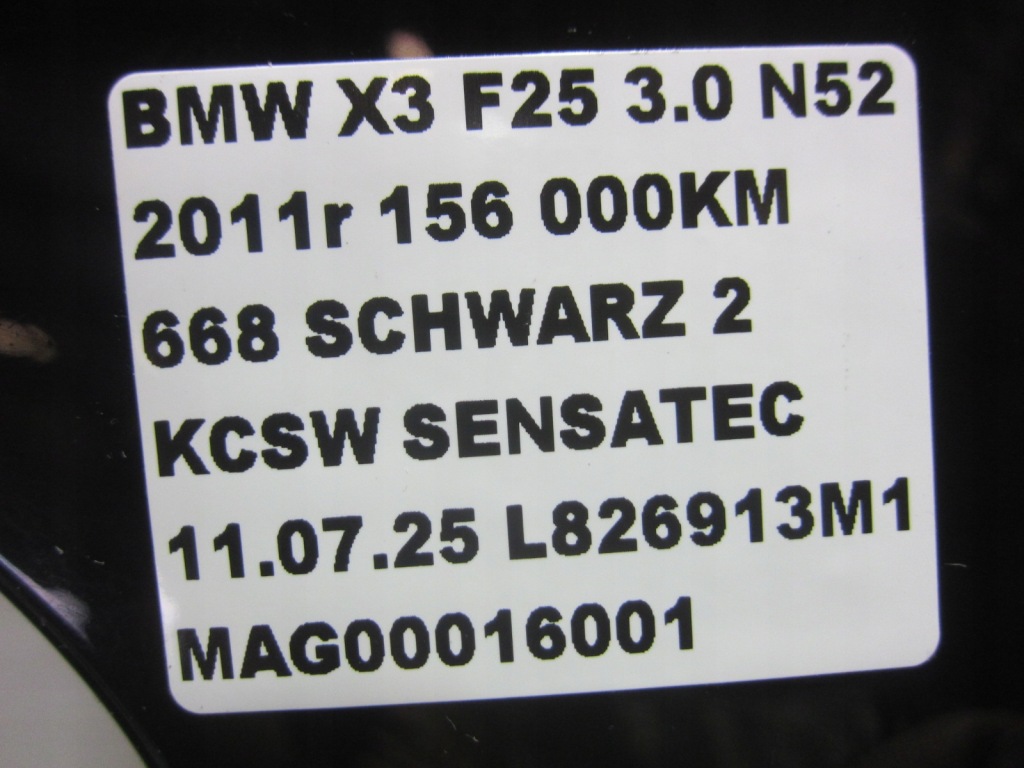 BMW X3 F25 3.0 N52
2011r 156 000KM
668 SCHWARZ 2
KCSW SENSATEC
11.07.25 L826913M1
MAG00016001